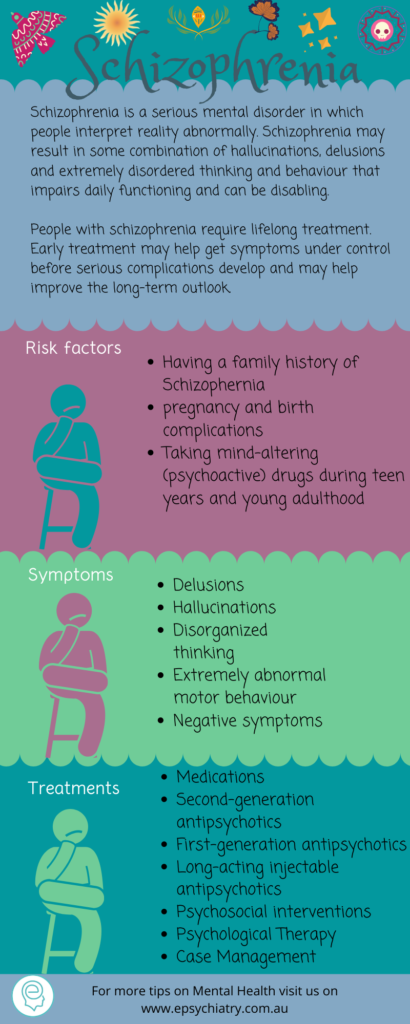 Schizophrenia
Schizophrenia is a serious mental disorder in which
people interpret reality abnormally. Schizophrenia may
result in some combination of hallucinations, delusions
and extremely disordered thinking and behaviour that
impairs daily functioning and can be disabling.
People with schizophrenia require lifelong treatment.
Early treatment may help get symptoms under control
before serious complications develop and may help
improve the long-term outlook.
Risk factors
• Having a family history of
Schizophernia
• pregnancy and birth
complications
• Taking mind-altering
(psychoactive) drugs during teen
years and young adulthood
Symptoms
• Delusions
• Hallucinations
• Disorganized
thinking
• Extremely abnormal
motor behaviour
• Negative symptoms
Treatments
• Medications
• Second-generation
antipsychotics
• First-generation antipsychotics
• Long-acting injectable
antipsychotics
• Psychosocial interventions
• Psychological Therapy
• Case Management
For more tips on Mental Health visit us on
www.epsychiatry.com.au